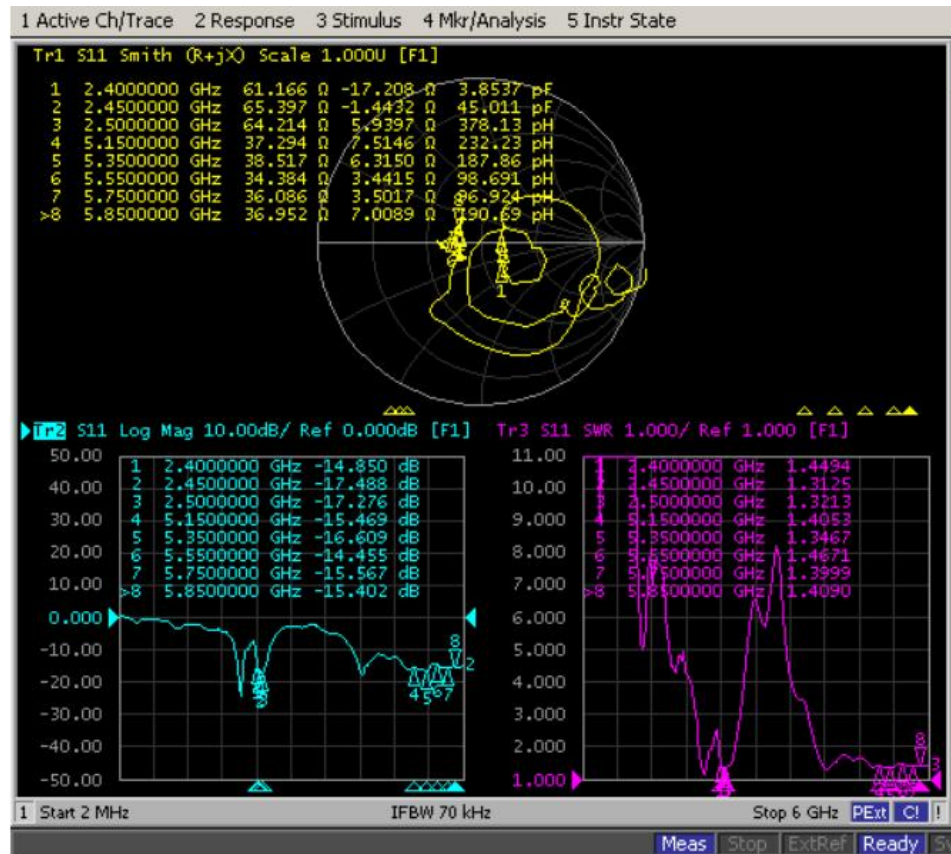 1 Active Ch/Trace 2 Response 3 Stimulus 4 Mkr/Analysis 5 Instr State
Tr1 S11 Smith (R+jX) Scale 1.000U [F1]
1 2.4000000 GHz 61.166 Ω -17.208 Ω 3.8537 pF
2 2.4500000 GHz 65.397 Ω -1.4432 Ω 45.011 pF
3 2.5000000 GHz 64.214 Ω 5.9397 Ω 378.13 pH
4 5.1500000 GHz 37.294 Ω 7.5146 Ω 232.23 pH
5 5.3500000 GHz 38.517 Ω 6.3150 Ω 187.86 pH
6 5.5500000 GHz 34.384 Ω 3.4415 Ω 98.691 pH
7 5.7500000 GHz 36.086 Ω 3.5017 Ω 96.924 pH
>8 5.8500000 GHz 36.952 Ω 7.0089 Ω 190.69 pH
1
Tr2 S11 Log Mag 10.00dB/ Ref 0.000dB [F1]
50.00
40.00
30.00
20.00
10.00
0.000
-10.00
-20.00
-30.00
-40.00
-50.00
1 2.4000000 GHz -14.850 dB
2 2.4500000 GHz -17.488 dB
3 2.5000000 GHz -17.276 dB
4 5.1500000 GHz -15.469 dB
5 5.3500000 GHz -16.609 dB
6 5.5500000 GHz -14.455 dB
7 5.7500000 GHz -15.567 dB
>8 5.8500000 GHz -15.402 dB
8
2
4 5 6 7
Tr3 S11 SWR 1.000/ Ref 1.000 [F1]
11.00
10.00
9.000
8.000
7.000
6.000
5.000
4.000
3.000
2.000
1.000
1 2.4000000 GHz 1.4494
2 2.4500000 GHz 1.3125
3 2.5000000 GHz 1.3213
4 5.1500000 GHz 1.4053
5 5.3500000 GHz 1.3467
6 5.5500000 GHz 1.4671
7 5.7500000 GHz 1.3999
>8 5.8500000 GHz 1.4090
8
3
1 Start 2 MHz IFBW 70 kHz Stop 6 GHz PExt C! !
Meas Stop ExtRef Ready